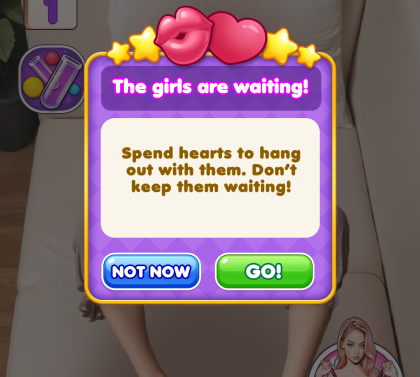 1
The girls are waiting!
Spend hearts to hang
out with them. Don't
keep them waiting!
NOT NOW
GO!